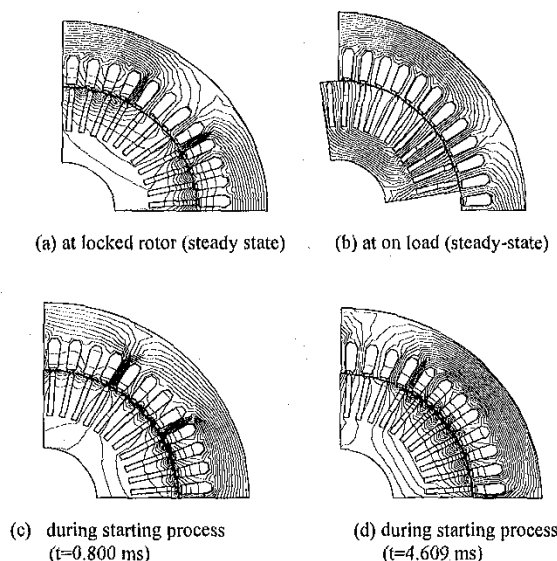 (a) at locked rotor (steady state)
(b) at on load (steady-state)
(c) during starting process
(t=0.800 ms)
(d) during starting process
(t=4.609 ms)